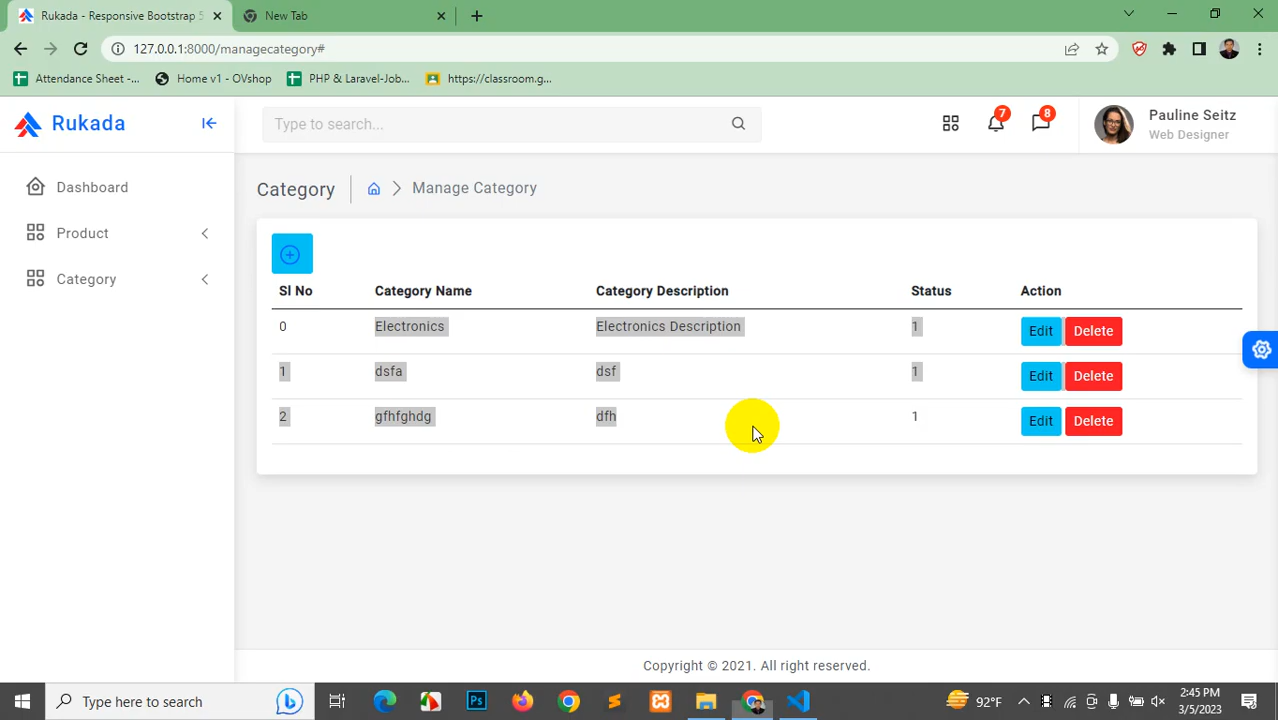 Rukada - Responsive Bootstrap 5
New Tab
127.0.0.1:8000/managecategory#
Attendance Sheet -...
Home v1 - OVshop
PHP & Laravel-Job...
https://classroom.g...
Rukada
Type to search...
7
8
Pauline Seitz
Web Designer
Dashboard
Product
Category
Category
Manage Category
Sl No Category Name Category Description Status Action
0 Electronics Electronics Description 1 Edit Delete
1 dsfa dsf 1 Edit Delete
2 gfhfghdg dfh 1 Edit Delete
Copyright © 2021. All right reserved.
Type here to search
Ps
92°F
2:45 PM
3/5/2023